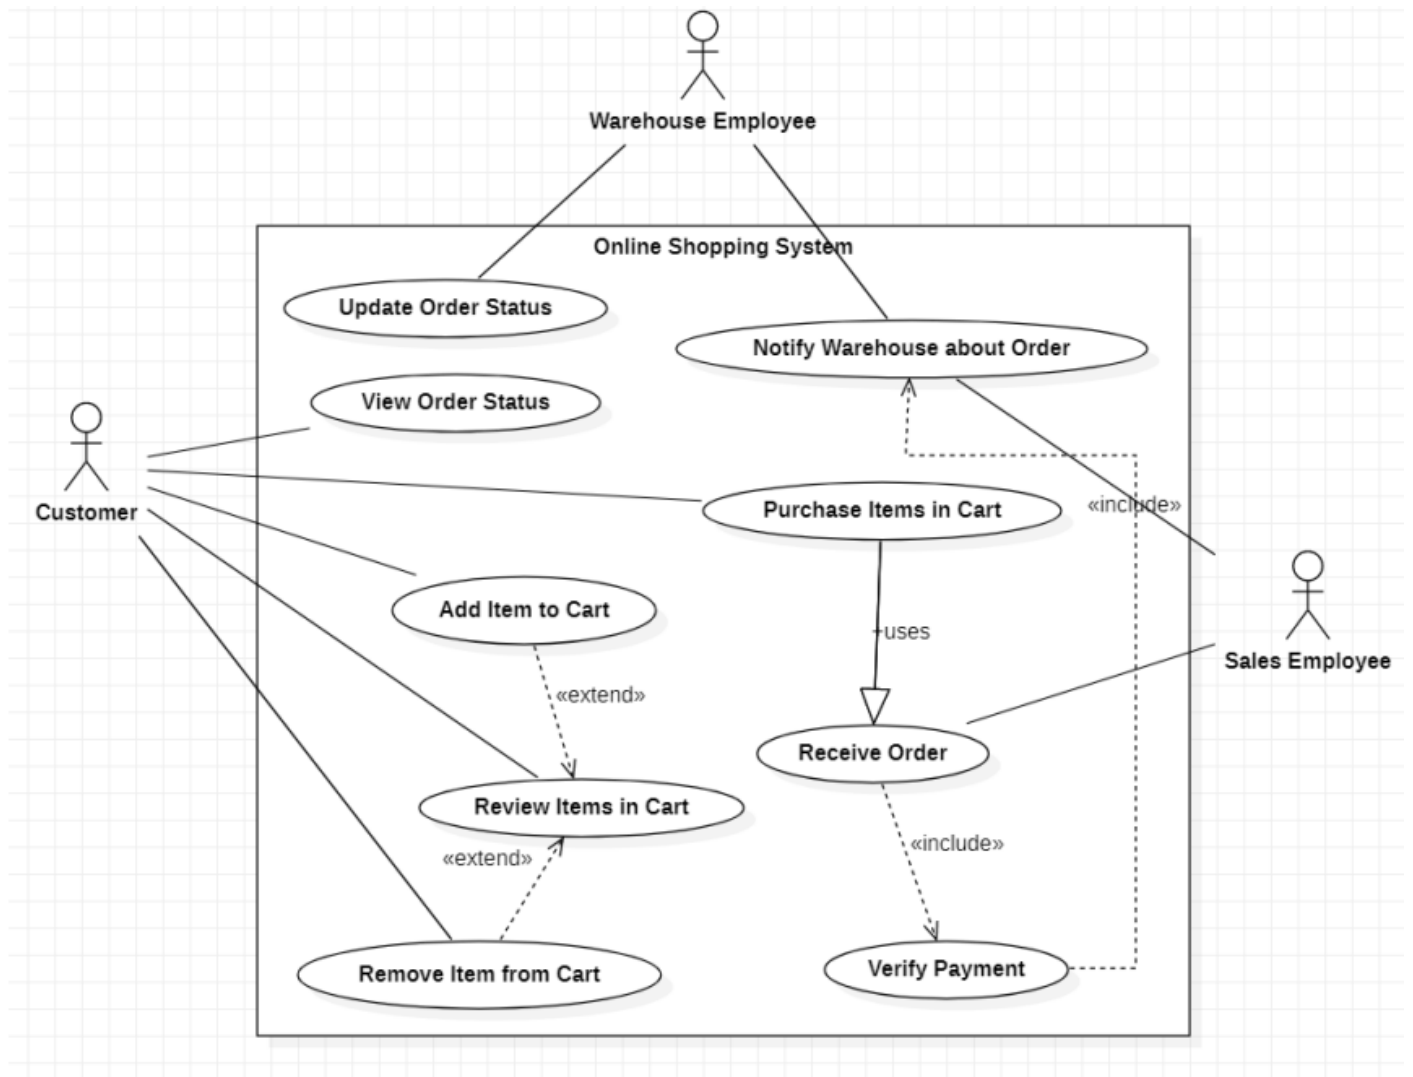 Warehouse Employee
Online Shopping System
Update Order Status
Notify Warehouse about Order
View Order Status
Customer
Purchase Items in Cart
«include»
Add Item to Cart
+uses
Sales Employee
«extend»
Receive Order
Review Items in Cart
«include»
«extend»
Remove Item from Cart
Verify Payment